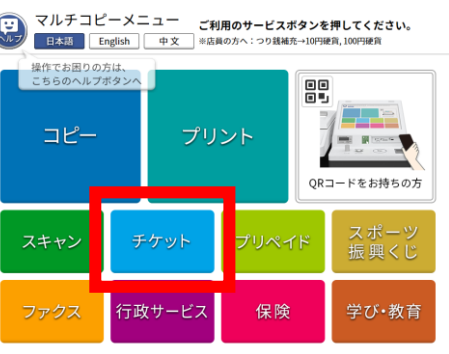 マルチコピーメニュー
ご利用のサービスボタンを押してください。
ヘルプ
日本語
English
中文
※店員の方へ：つり銭補充→10円硬貨,100円硬貨
操作でお困りの方は、
こちらのヘルプボタンへ
コピー
プリント
QRコードをお持ちの方
スキャン
チケット
プリペイド
スポーツ
振興くじ
ファクス
行政サービス
保険
学び・教育